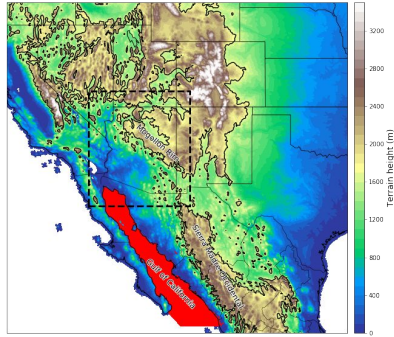 Mogollon Rim
Gulf of California
Sierra Madre Occidental
3200
2800
2400
2000
1600
1200
800
400
0
Terrain height (m)